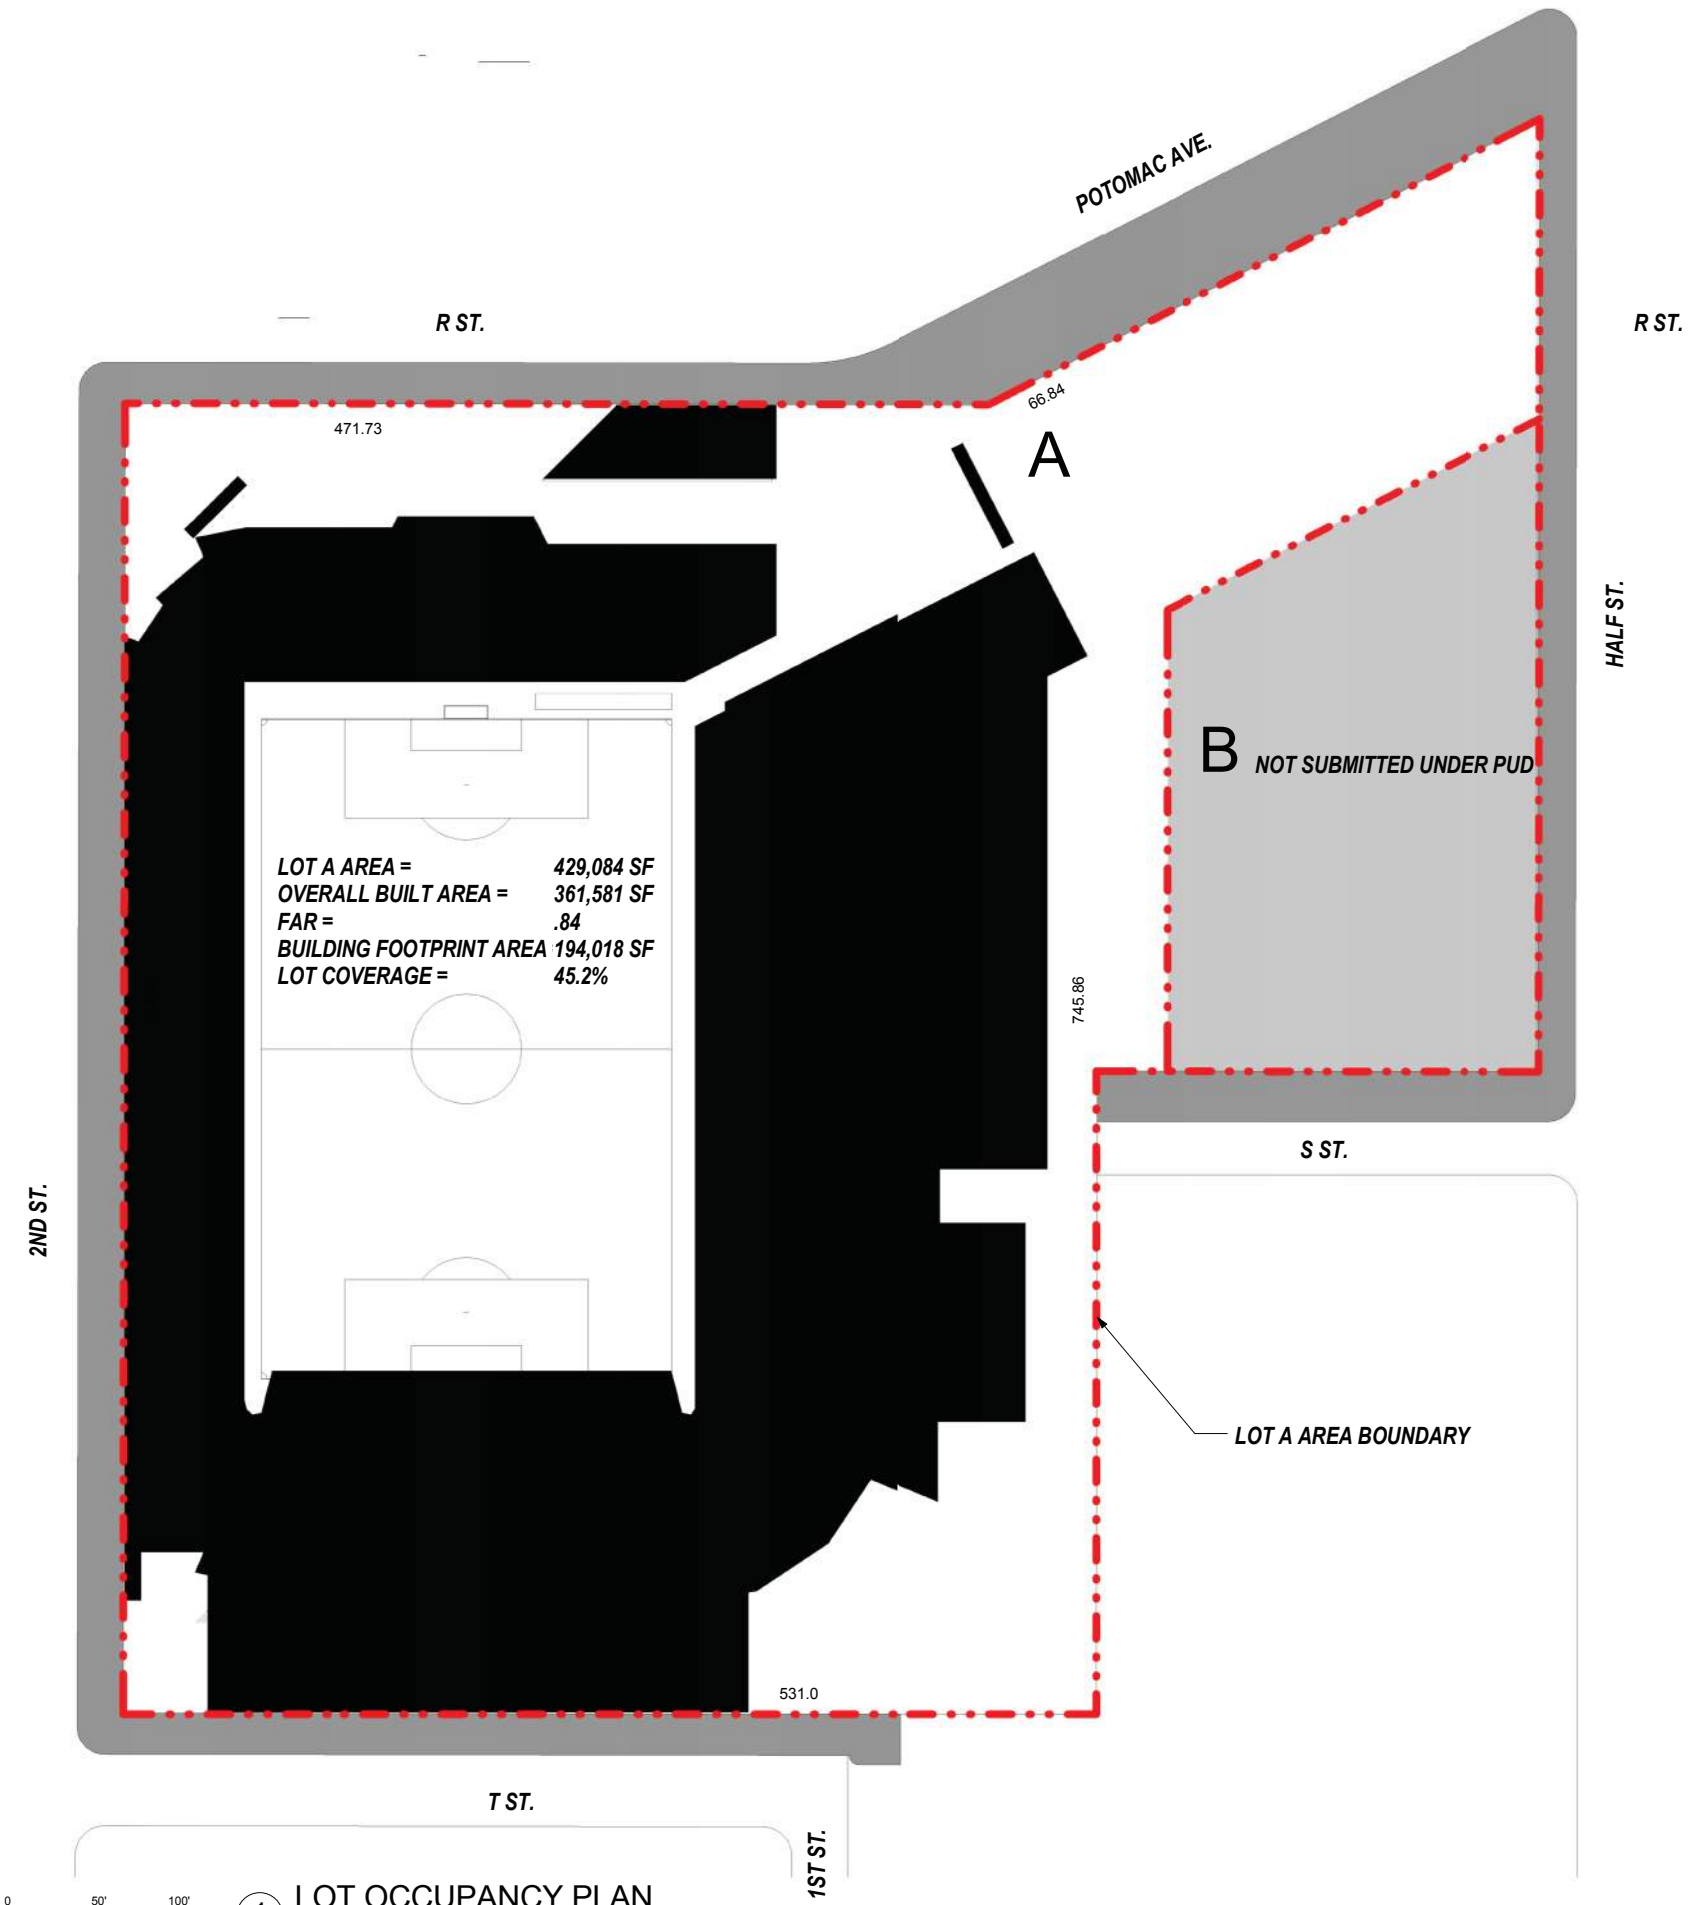 POTOMAC AVE.
R ST.
R ST.
66.84
471.73
A
HALF ST.
B NOT SUBMITTED UNDER PUD
LOT A AREA = 429,084 SF
OVERALL BUILT AREA = 361,581 SF
FAR = .84
BUILDING FOOTPRINT AREA 194,018 SF
LOT COVERAGE = 45.2%
745.86
S ST.
2ND ST.
LOT A AREA BOUNDARY
531.0
T ST.
1ST ST.
0 50' 100'
LOT OCCUPANCY PLAN